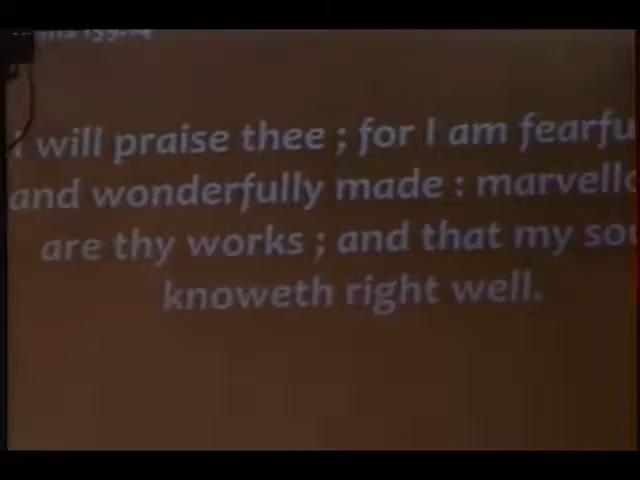 I will praise thee ; for I am fearfu
and wonderfully made : marvello
are thy works ; and that my sou
knoweth right well.